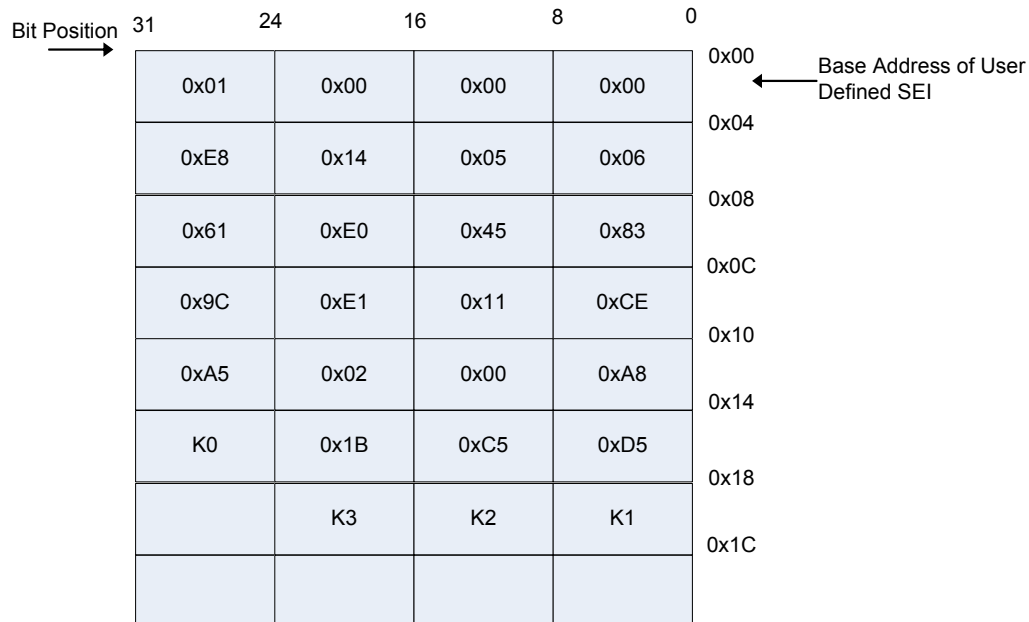 Bit Position 31 24 16 8 0
0x00
0x01 0x00 0x00 0x00
Base Address of User
Defined SEI
0x04
0xE8 0x14 0x05 0x06
0x08
0x61 0xE0 0x45 0x83
0x0C
0x9C 0xE1 0x11 0xCE
0x10
0xA5 0x02 0x00 0xA8
0x14
K0 0x1B 0xC5 0xD5
0x18
K3 K2 K1
0x1C